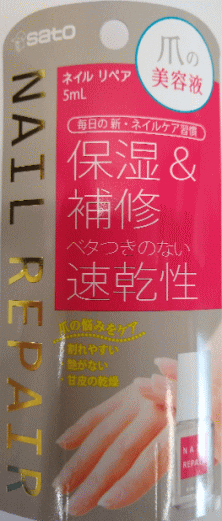 sato
爪の
美容液
NAIL REPAIR
ネイル リペア
5mL
毎日の 新・ネイルケア習慣
保湿&
補修
ベタつきのない
速乾性
爪の悩みをケア
割れやすい
艶がない
甘皮の乾燥
NAIL
REPAIR